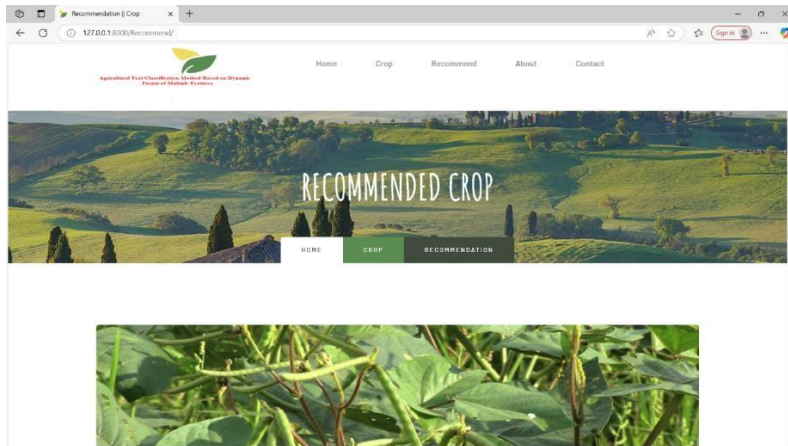 Recommendation || Crop
127.0.0.1:8000/Recommend/
Sign in
Agricultural Text Classification Method Based on Dynamic
Fusion of Multiple Features
Home Crop Recommend About Contact
RECOMMENDED CROP
HOME CROP RECOMMENDATION